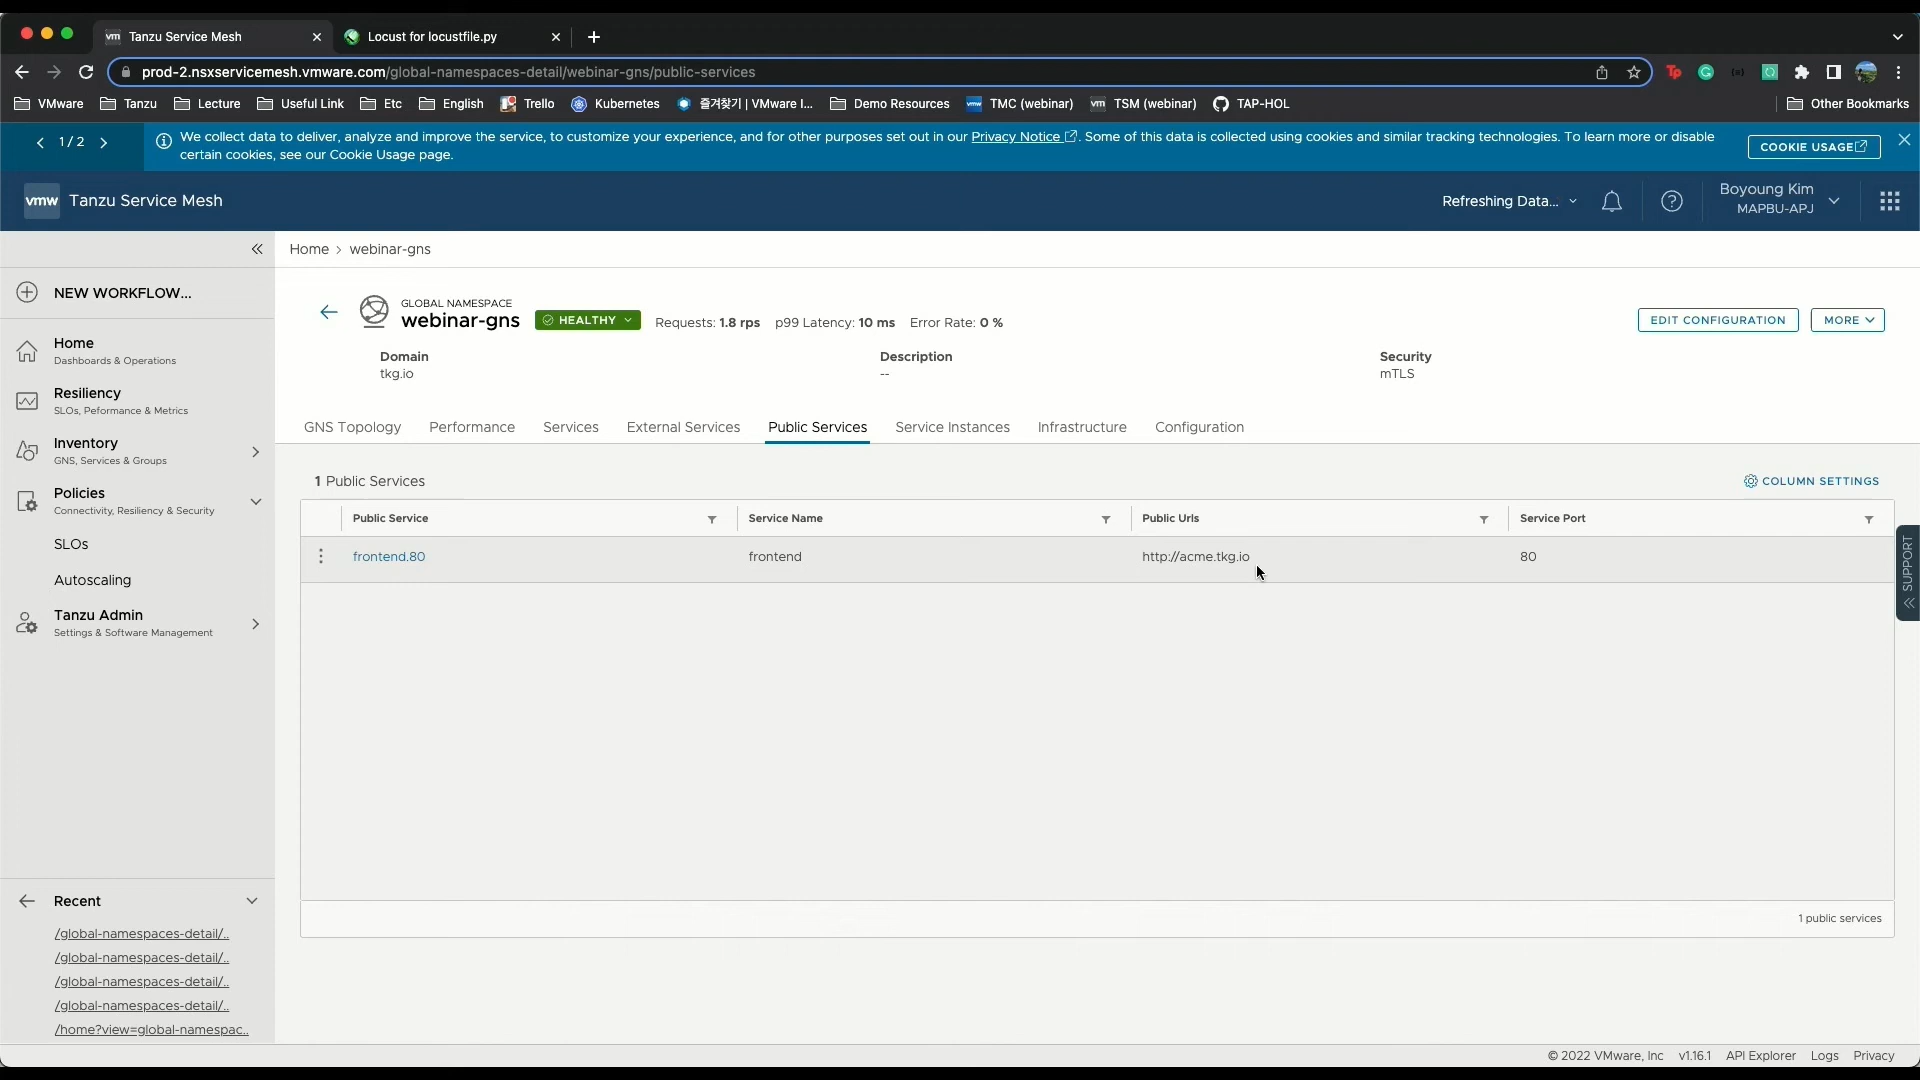 vm Tanzu Service Mesh
Locust for locustfile.py
prod-2.nsxservicemesh.vmware.com/global-namespaces-detail/webinar-gns/public-services
VMware Tanzu Lecture Useful Link Etc English Trello Kubernetes 즐겨찾기 | VMware I... Demo Resources TMC (webinar) TSM (webinar) TAP-HOL Other Bookmarks
1 / 2
We collect data to deliver, analyze and improve the service, to customize your experience, and for other purposes set out in our Privacy Notice. Some of this data is collected using cookies and similar tracking technologies. To learn more or disable
certain cookies, see our Cookie Usage page.
COOKIE USAGE
vmw Tanzu Service Mesh
Refreshing Data...
Boyoung Kim
MAPBU-APJ
Home > webinar-gns
NEW WORKFLOW...
Home
Dashboards & Operations
Resiliency
SLOs, Peformance & Metrics
Inventory
GNS, Services & Groups
Policies
Connectivity, Resiliency & Security
SLOs
Autoscaling
Tanzu Admin
Settings & Software Management
Recent
/global-namespaces-detail/..
/global-namespaces-detail/..
/global-namespaces-detail/..
/global-namespaces-detail/..
/home?view=global-namespac..
GLOBAL NAMESPACE
webinar-gns
HEALTHY
Requests: 1.8 rps p99 Latency: 10 ms Error Rate: 0 %
EDIT CONFIGURATION
MORE
Domain
tkg.io
Description
--
Security
mTLS
GNS Topology Performance Services External Services Public Services Service Instances Infrastructure Configuration
1 Public Services
COLUMN SETTINGS
Public Service Service Name Public Urls Service Port
frontend.80 frontend http://acme.tkg.io 80
1 public services
SUPPORT
© 2022 VMware, Inc v1.16.1 API Explorer Logs Privacy